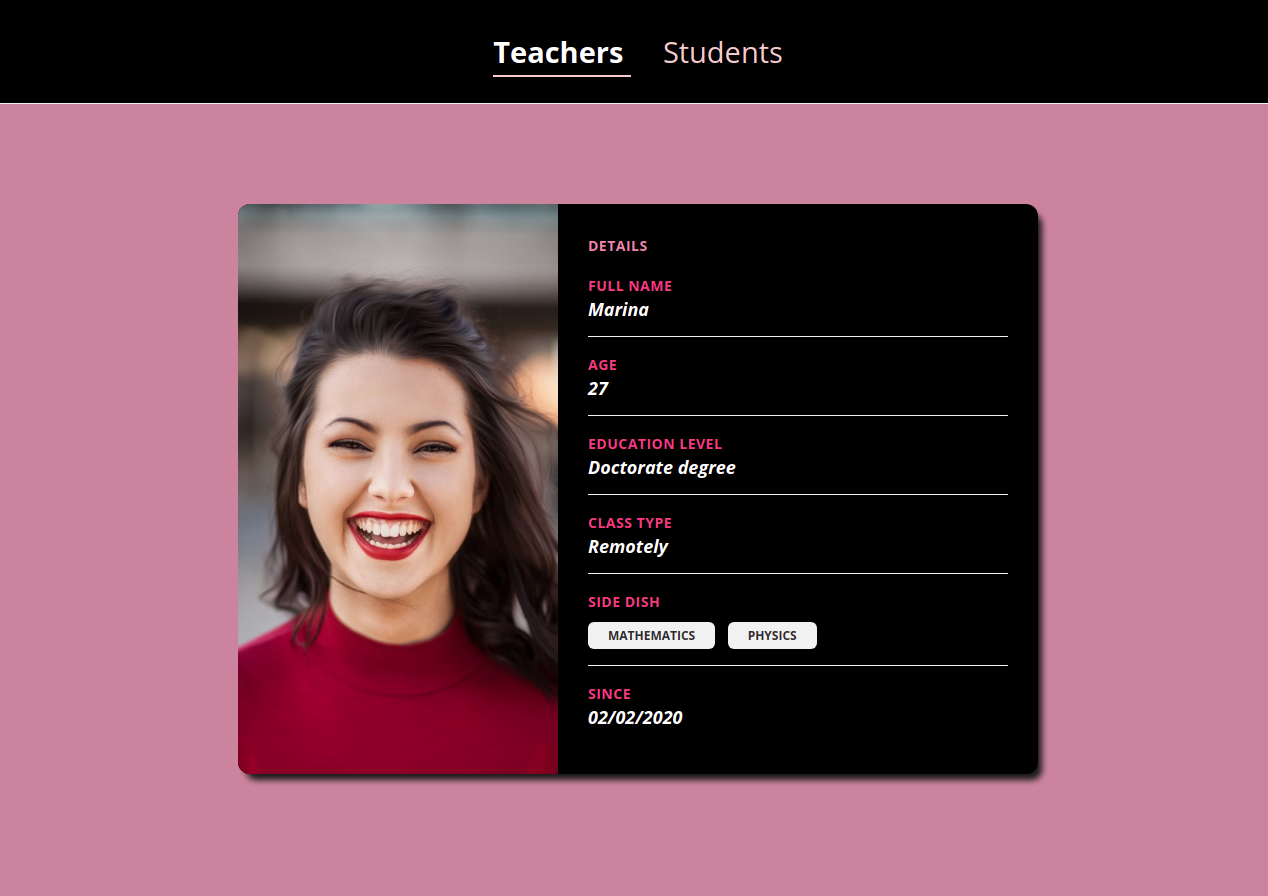 Teachers Students
DETAILS
FULL NAME
Marina
AGE
27
EDUCATION LEVEL
Doctorate degree
CLASS TYPE
Remotely
SIDE DISH
MATHEMATICS PHYSICS
SINCE
02/02/2020